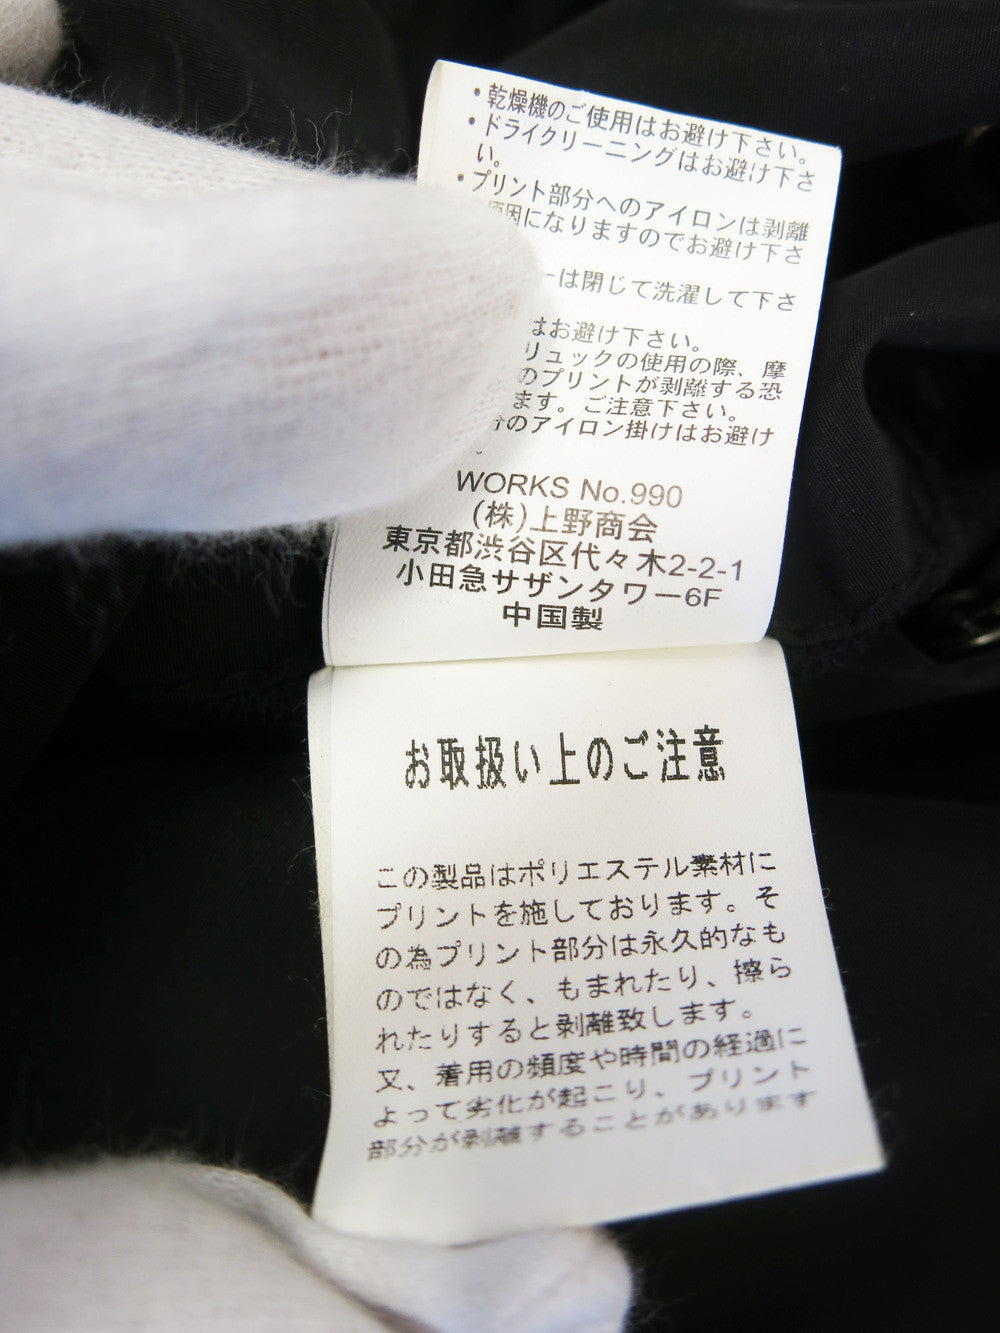 ・乾燥機のご使用はお避け下さい。
・ドライクリーニングはお避け下さ
い。
・プリント部分へのアイロンは剥離
原因になりますのでお避け下さ
ーは閉じて洗濯して下さ
はお避け下さい。
リュックの使用の際、摩
のプリントが剥離する恐
ます。ご注意下さい。
のアイロン掛けはお避け
WORKS No.990
(株)上野商会
東京都渋谷区代々木2-2-1
小田急サザンタワー6F
中国製
お取扱い上のご注意
この製品はポリエステル素材に
プリントを施しております。そ
の為プリント部分は永久的なも
のではなく、もまれたり、擦ら
れたりすると剥離致します。
又、着用の頻度や時間の経過に
よって劣化が起こり、プリント
部分が剥離することがあります